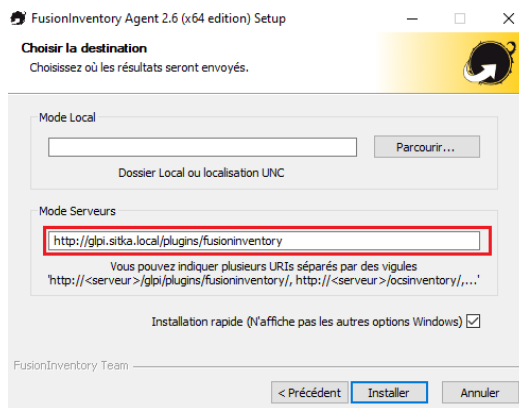 FusionInventory Agent 2.6 (x64 edition) Setup
Choisir la destination
Choisissez où les résultats seront envoyés.
Mode Local
Parcourir...
Dossier Local ou localisation UNC
Mode Serveurs
http://glpi.sitka.local/plugins/fusioninventory
Vous pouvez indiquer plusieurs URIs séparés par des vigules
'http://<serveur>/glpi/plugins/fusioninventory/, http://<serveur>/ocsinventory/,...'
Installation rapide (N'affiche pas les autres options Windows)
FusionInventory Team
< Précédent
Installer
Annuler